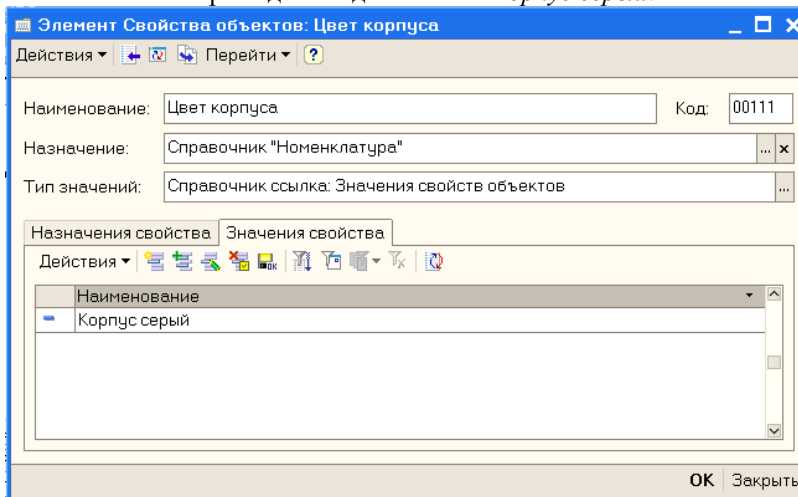 Элемент Свойства объектов: Цвет корпуса
Действия Перейти ?
Наименование: Цвет корпуса Код: 00111
Назначение: Справочник "Номенклатура" ... x
Тип значений: Справочник ссылка: Значения свойств объектов ...
Назначения свойства Значения свойства
Действия
Наименование
Корпус серый
OK Закрыть